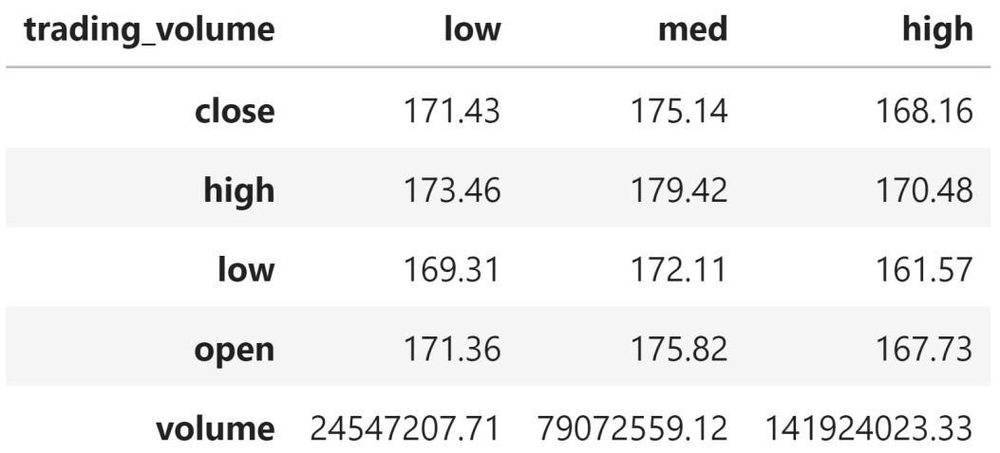 trading_volume low med high
close 171.43 175.14 168.16
high 173.46 179.42 170.48
low 169.31 172.11 161.57
open 171.36 175.82 167.73
volume 24547207.71 79072559.12 141924023.33